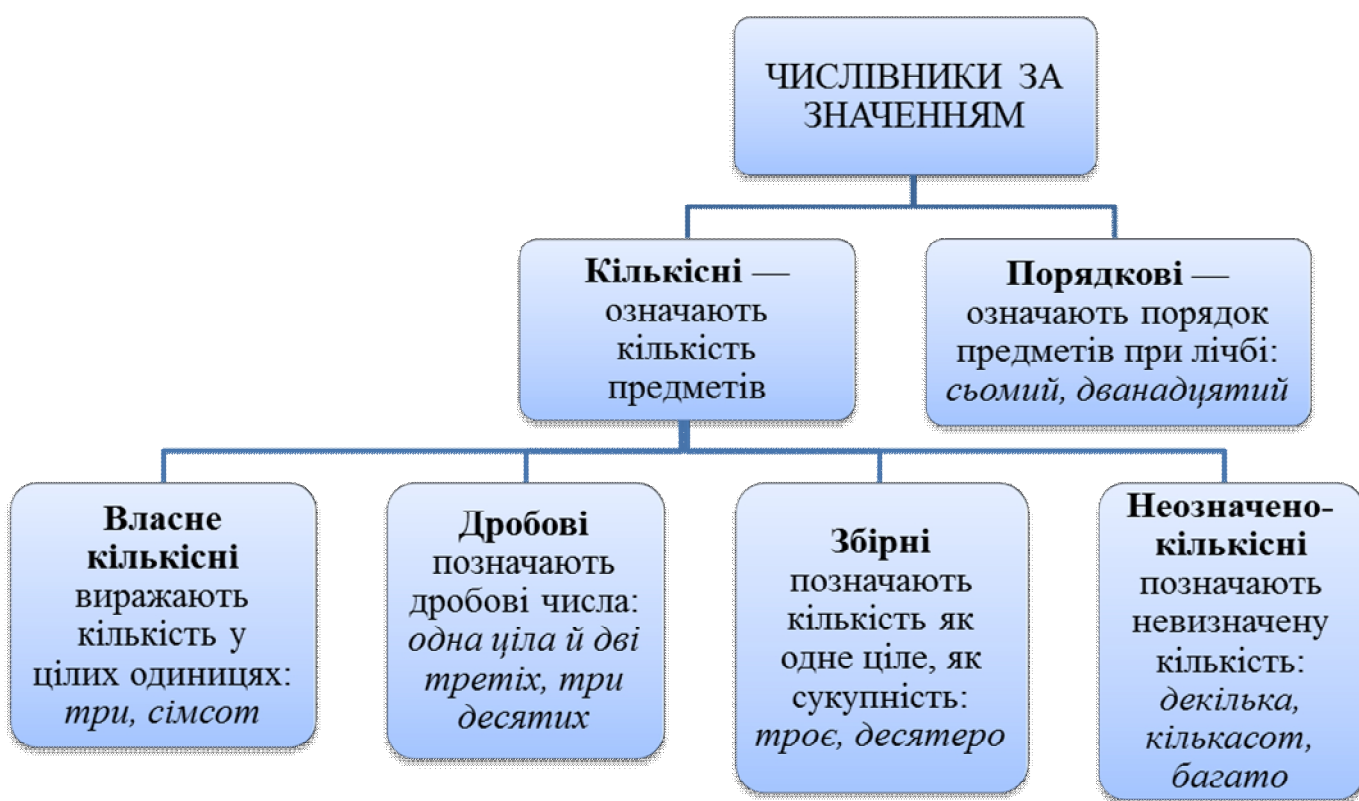 ЧИСЛІВНИКИ ЗА
ЗНАЧЕННЯМ
Кількісні —
означають
кількість
предметів
Порядкові —
означають порядок
предметів при лічбі:
сьомий, дванадцятий
Власне
кількісні
виражають
кількість у
цілих одиницях:
три, сімсот
Дробові
позначають
дробові числа:
одна ціла й дві
третіх, три
десятих
Збірні
позначають
кількість як
одне ціле, як
сукупність:
троє, десятеро
Неозначено-
кількісні
позначають
невизначену
кількість:
декілька,
кількасот,
багато